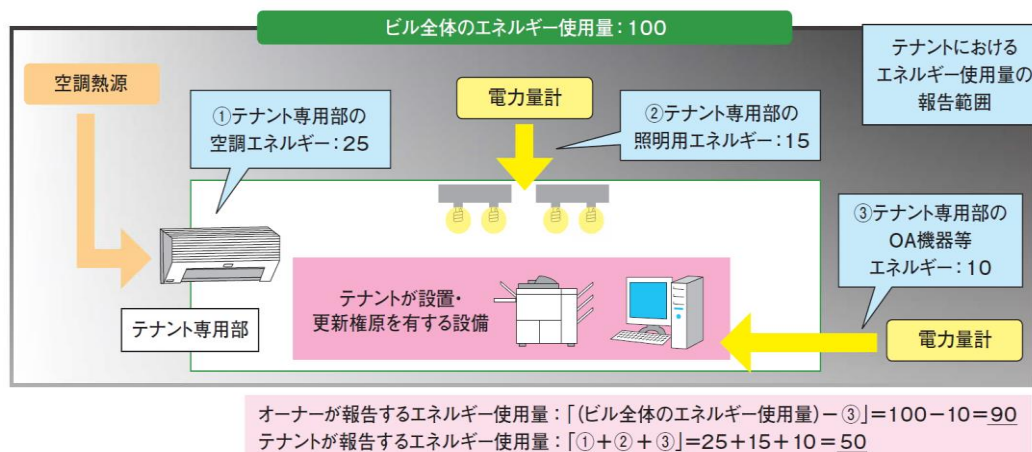 ビル全体のエネルギー使用量：100
テナントにおける
エネルギー使用量の
報告範囲
空調熱源
①テナント専用部の
空調エネルギー：25
電力量計
②テナント専用部の
照明用エネルギー：15
③テナント専用部の
OA機器等
エネルギー：10
テナントが設置・
更新権原を有する設備
テナント専用部
電力量計
オーナーが報告するエネルギー使用量：「（ビル全体のエネルギー使用量）－③」＝100－10＝90
テナントが報告するエネルギー使用量：「①＋②＋③」＝25＋15＋10＝50